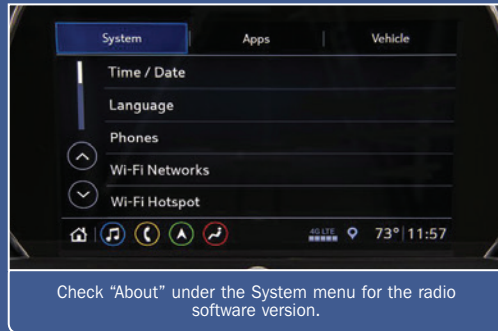 System
Apps
Vehicle
Time / Date
Language
Phones
Wi-Fi Networks
Wi-Fi Hotspot
4G LTE
73° 11:57
Check “About” under the System menu for the radio
software version.